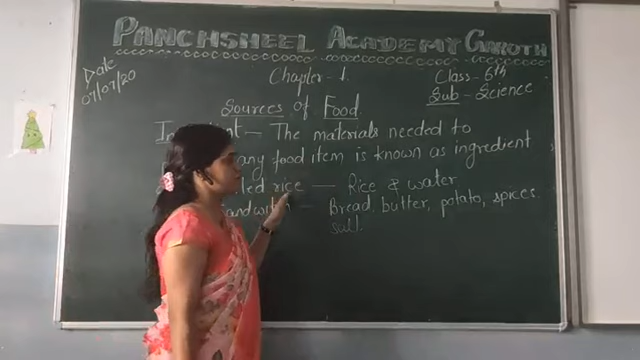 PANCHSHEEL ACADEMY GAROTH
Date
07/07/20
Chapter - 1
Class - 6th
Sub - Science
Sources of Food
The materials needed to
any food item is known as ingredient
rice — Rice & water
Bread, butter, potato, spices